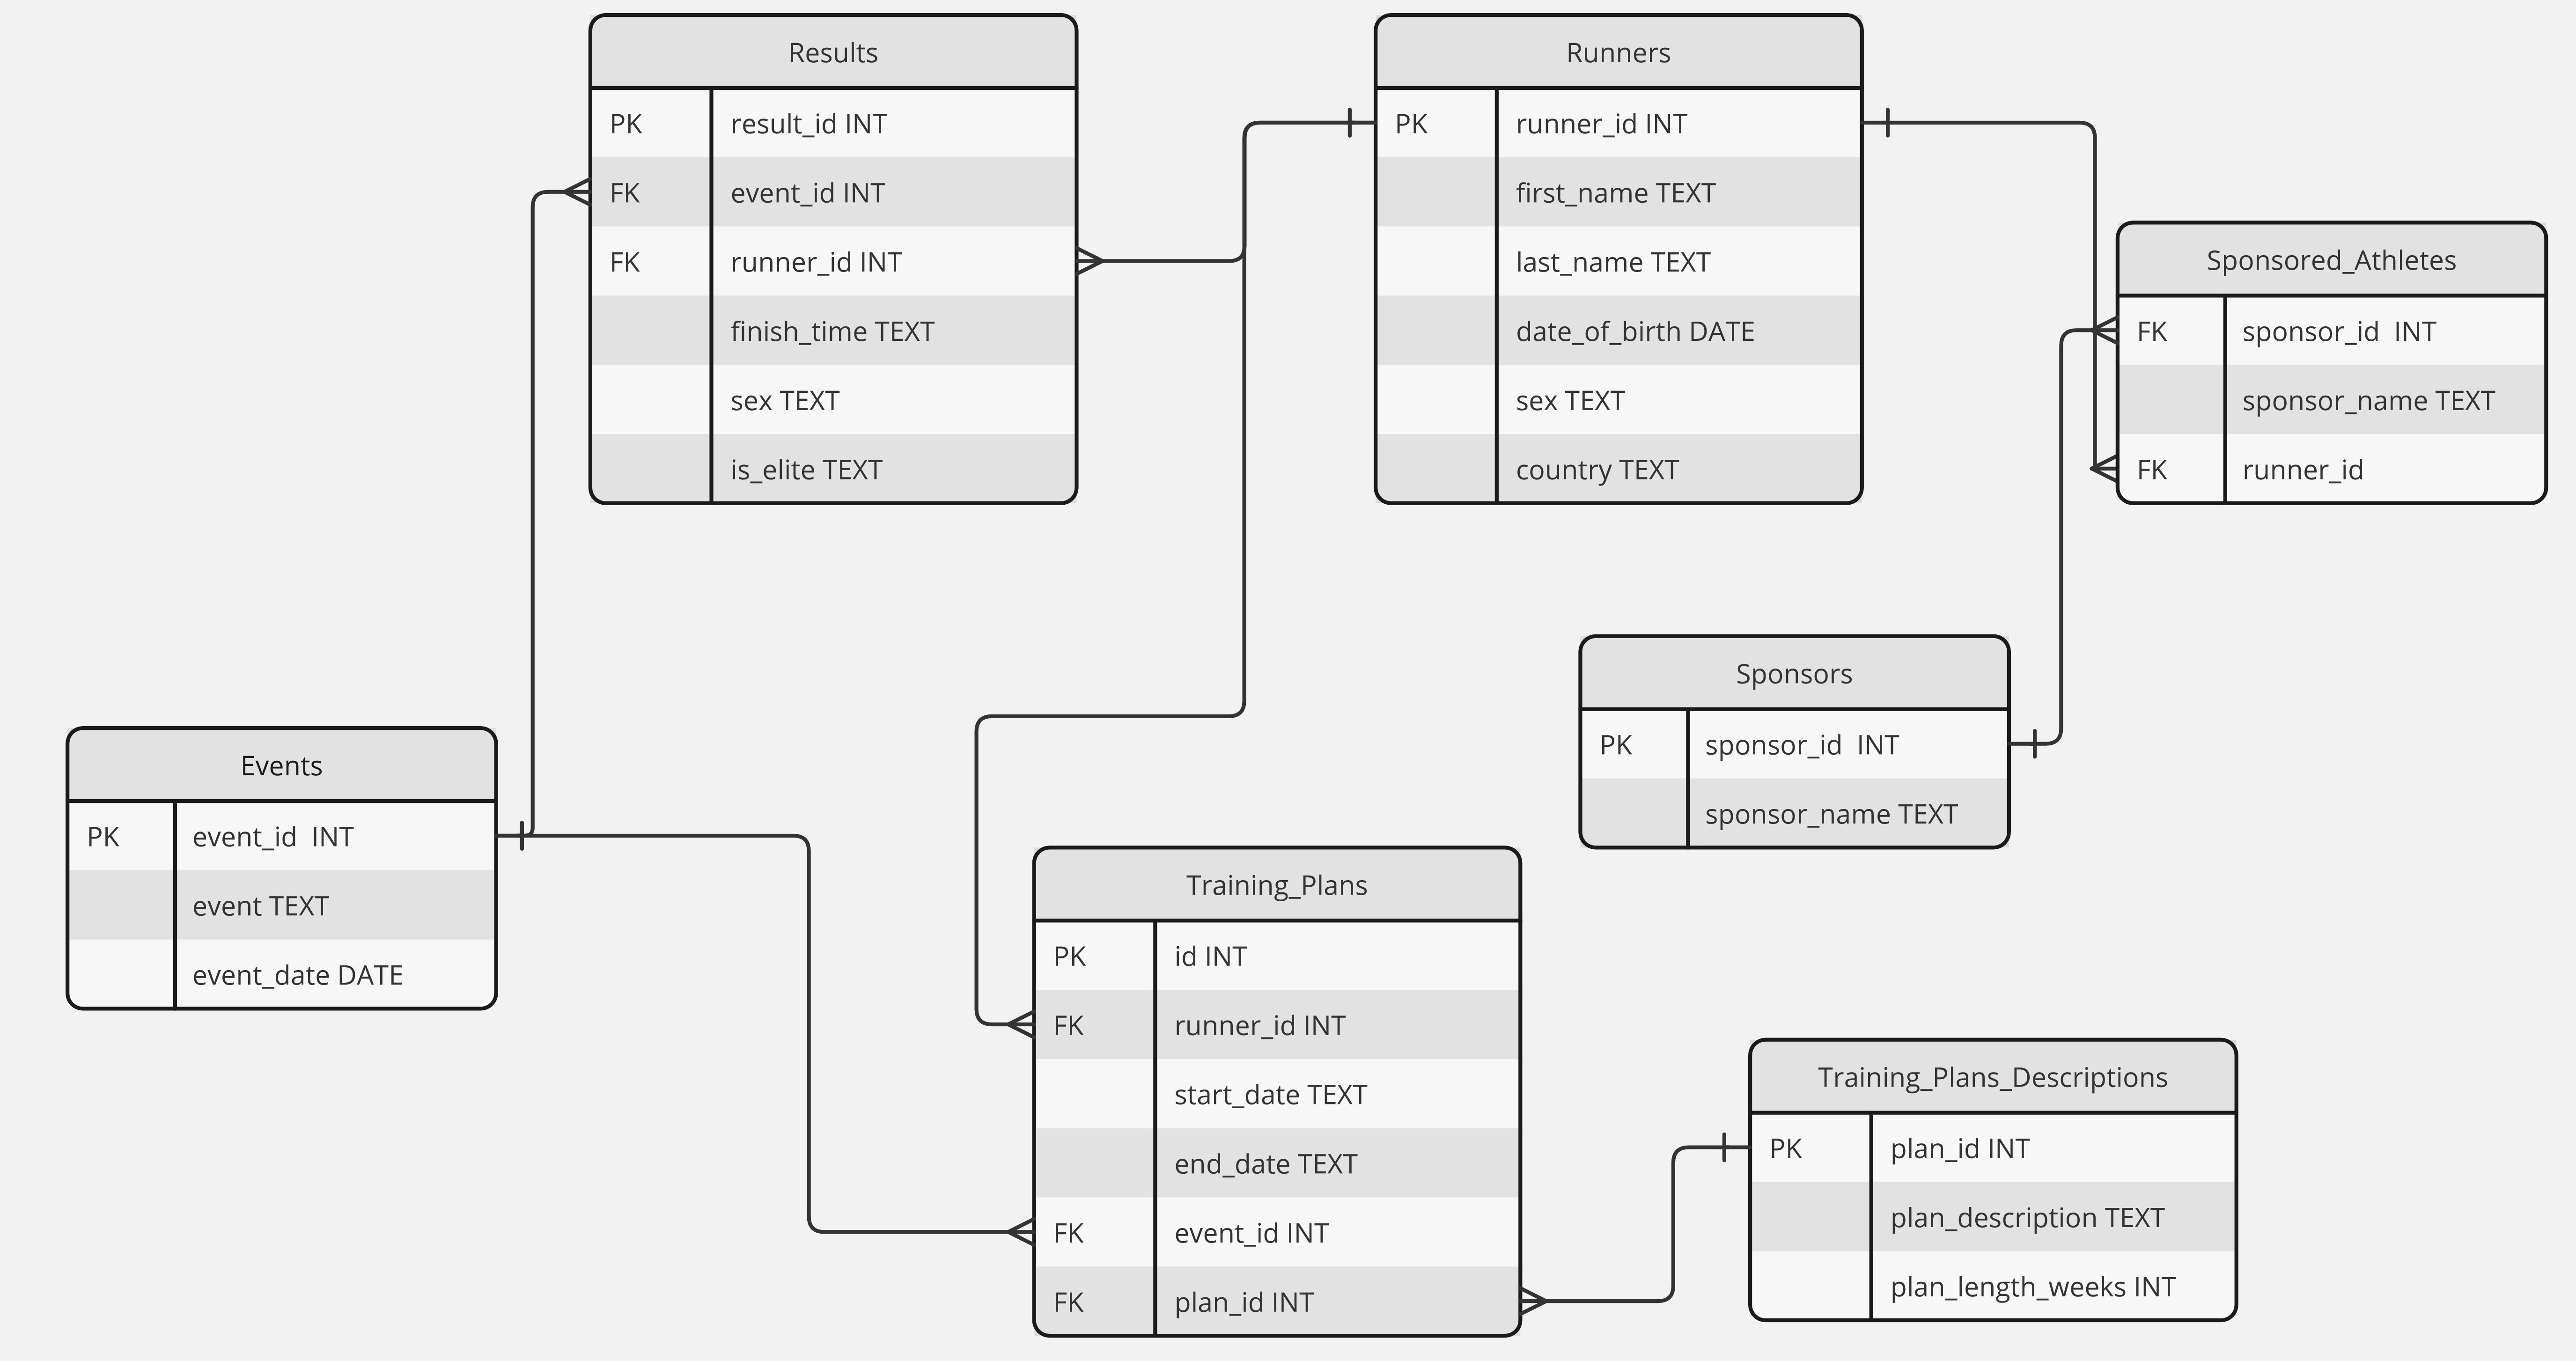 Results
PK result_id INT
FK event_id INT
FK runner_id INT
finish_time TEXT
sex TEXT
is_elite TEXT
Runners
PK runner_id INT
first_name TEXT
last_name TEXT
date_of_birth DATE
sex TEXT
country TEXT
Sponsored_Athletes
FK sponsor_id  INT
sponsor_name TEXT
FK runner_id
Sponsors
PK sponsor_id  INT
sponsor_name TEXT
Events
PK event_id  INT
event TEXT
event_date DATE
Training_Plans
PK id INT
FK runner_id INT
start_date TEXT
end_date TEXT
FK event_id INT
FK plan_id INT
Training_Plans_Descriptions
PK plan_id INT
plan_description TEXT
plan_length_weeks INT